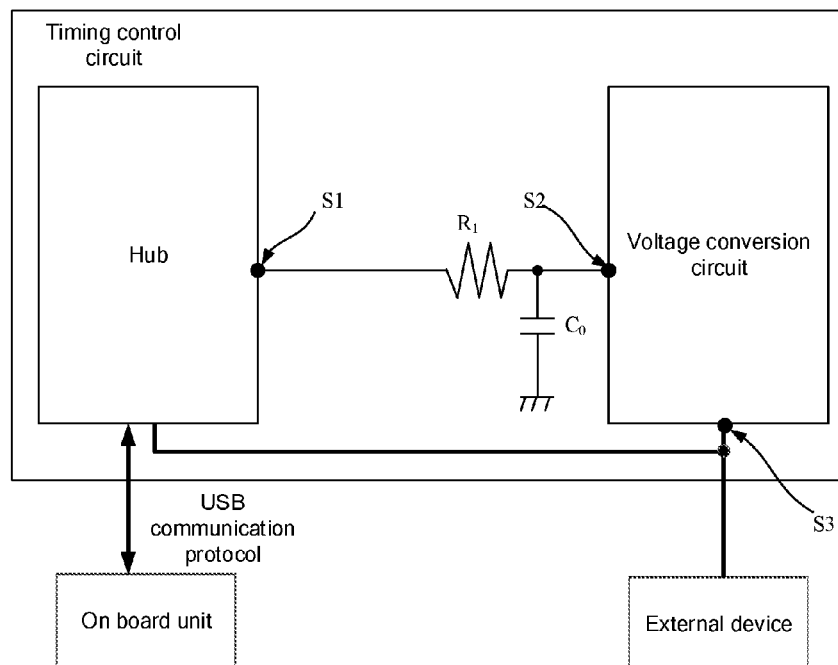 Timing control
circuit
S1
S2
R₁
Hub
Voltage conversion
circuit
C₀
USB
communication
protocol
S3
On board unit
External device